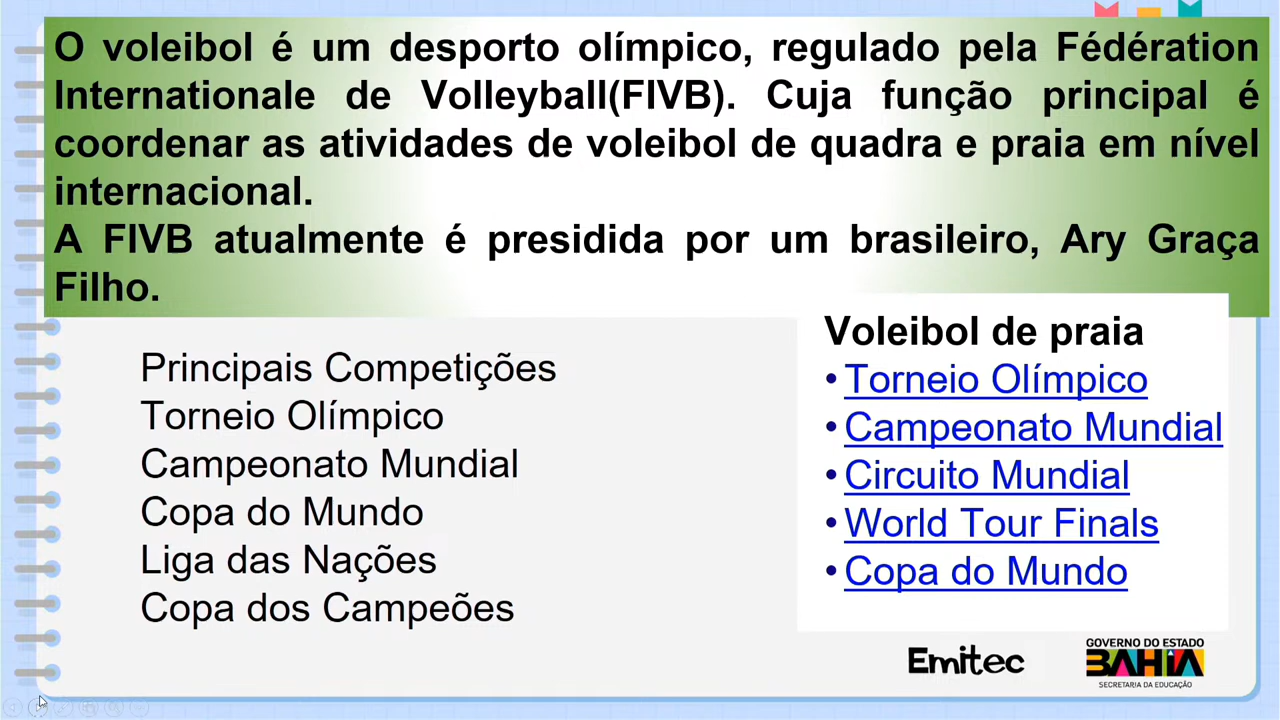 O voleibol é um desporto olímpico, regulado pela Fédération
Internationale de Volleyball(FIVB). Cuja função principal é
coordenar as atividades de voleibol de quadra e praia em nível
internacional.
A FIVB atualmente é presidida por um brasileiro, Ary Graça
Filho.
Principais Competições
Torneio Olímpico
Campeonato Mundial
Copa do Mundo
Liga das Nações
Copa dos Campeões
Voleibol de praia
•Torneio Olímpico
•Campeonato Mundial
•Circuito Mundial
•World Tour Finals
•Copa do Mundo
Emitec
GOVERNO DO ESTADO
BAHIA
SECRETARIA DA EDUCAÇÃO